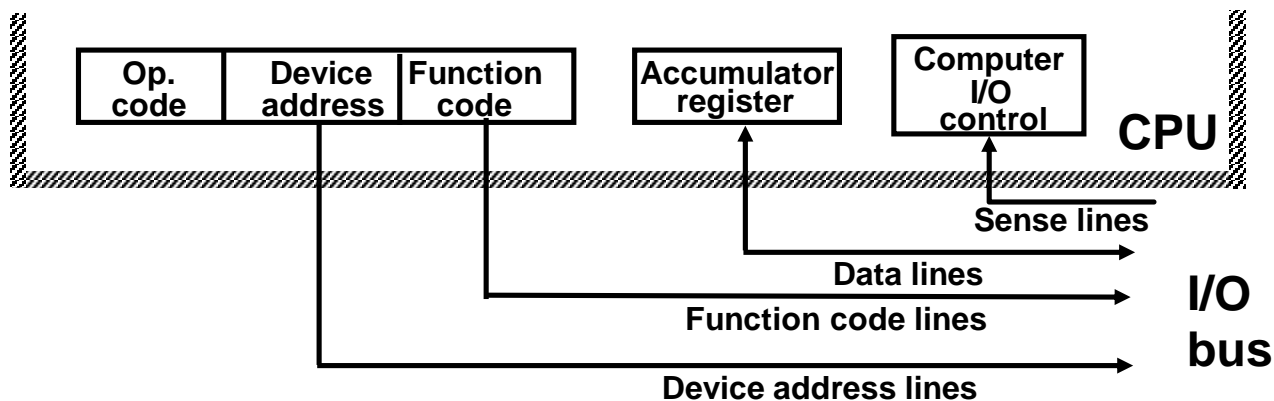 Op.
code
Device
address
Function
code
Accumulator
register
Computer
I/O
control
CPU
Sense lines
Data lines
Function code lines
Device address lines
I/O
bus